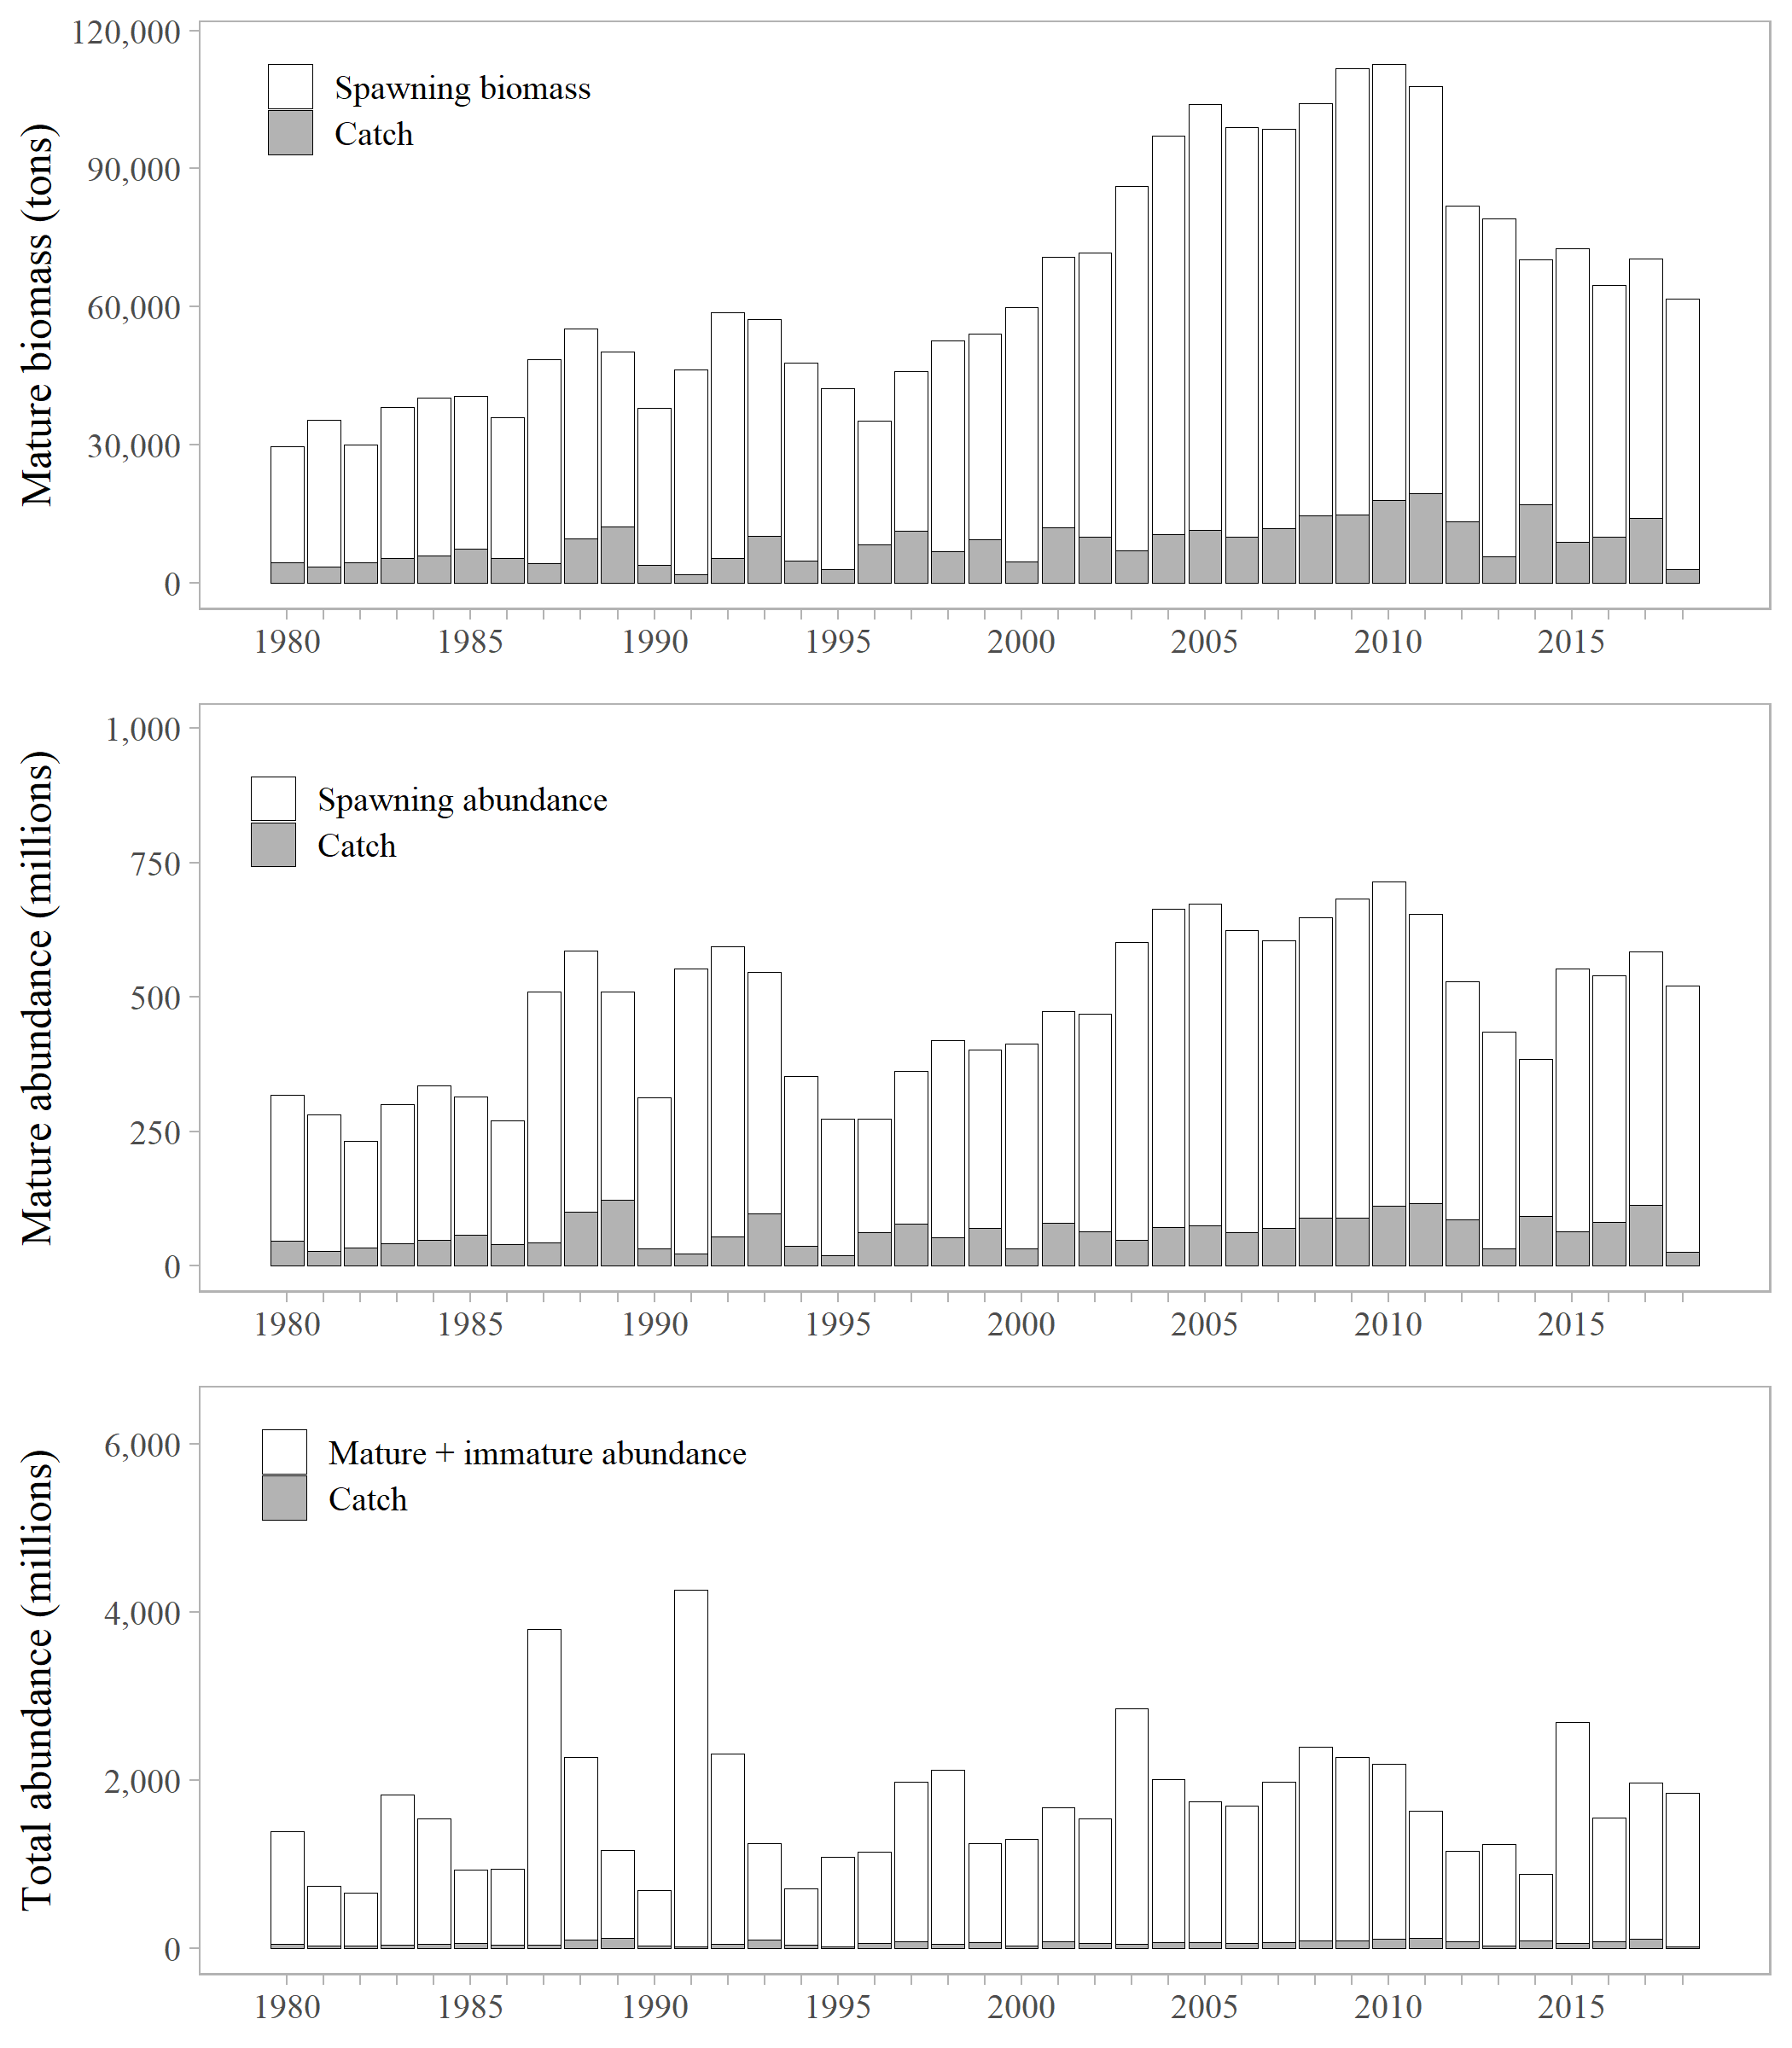 Mature biomass (tons)
120,000
90,000
60,000
30,000
0
Spawning biomass
Catch
1980 1985 1990 1995 2000 2005 2010 2015
Mature abundance (millions)
1,000
750
500
250
0
Spawning abundance
Catch
1980 1985 1990 1995 2000 2005 2010 2015
Total abundance (millions)
6,000
4,000
2,000
0
Mature + immature abundance
Catch
1980 1985 1990 1995 2000 2005 2010 2015